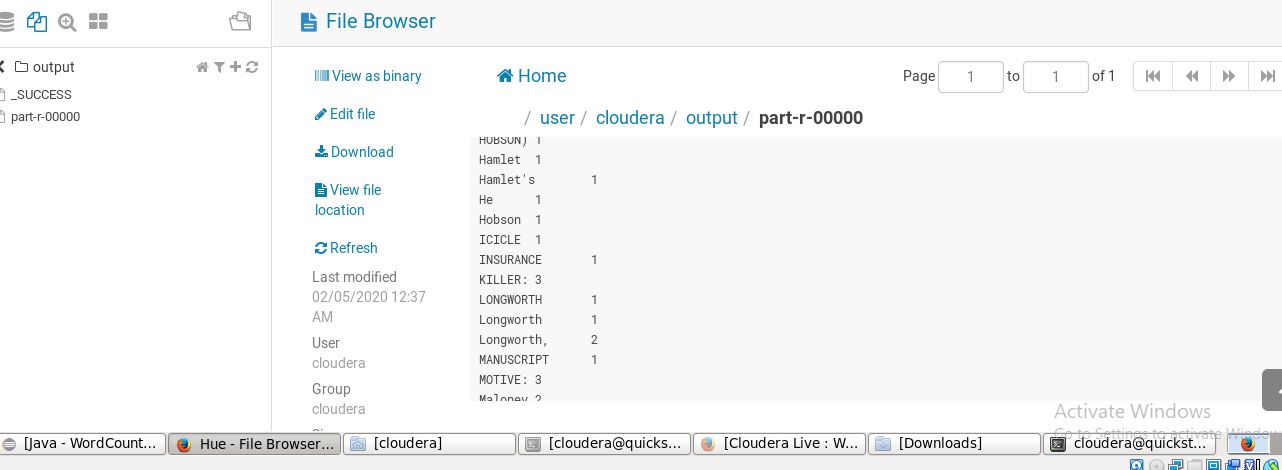 File Browser
output
_SUCCESS
part-r-00000
View as binary
Edit file
Download
View file
location
Refresh
Last modified
02/05/2020 12:37
AM
User
cloudera
Group
cloudera
Home
Page 1 to 1 of 1
/ user / cloudera / output / part-r-00000
HOBSON) 1
Hamlet 1
Hamlet's 1
He 1
Hobson 1
ICICLE 1
INSURANCE 1
KILLER: 3
LONGWORTH 1
Longworth 1
Longworth, 2
MANUSCRIPT 1
MOTIVE: 3
Maloney 2
Activate Windows
Go to Settings to activate Windows
[Java - WordCount... Hue - File Browser... [cloudera] [cloudera@quicks... [Cloudera Live : W... [Downloads] cloudera@quickst...